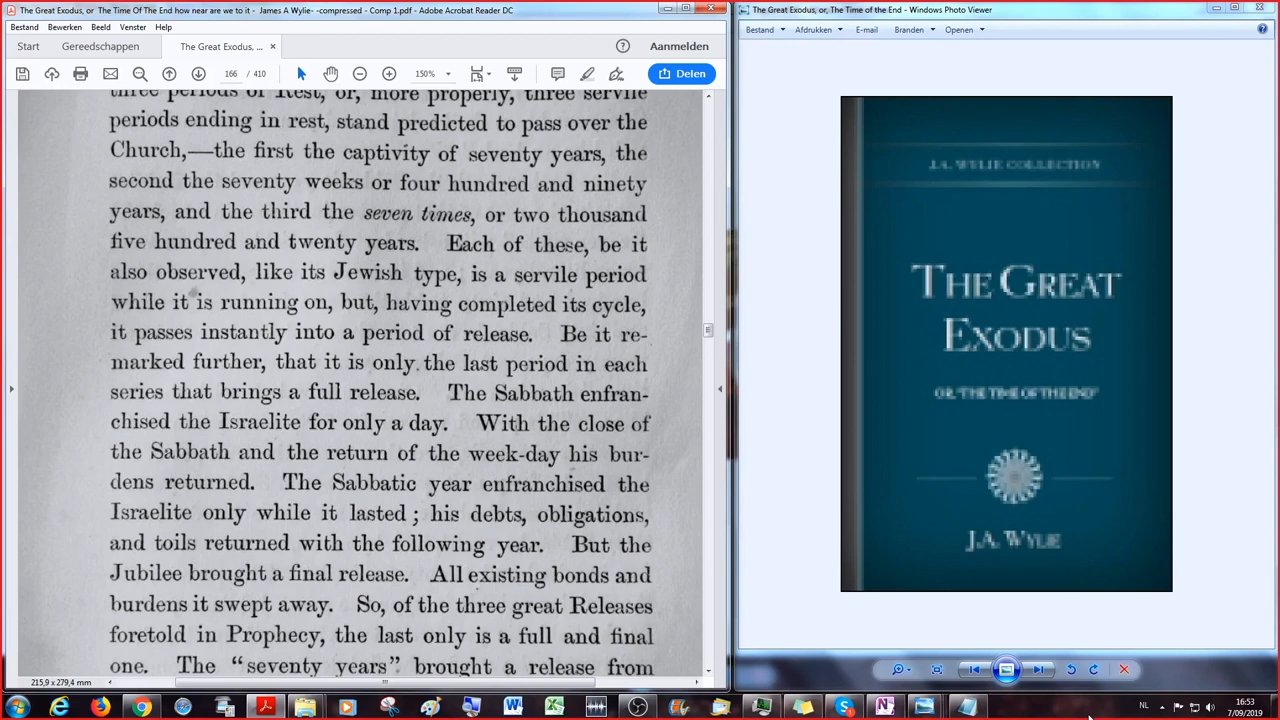 The Great Exodus, or The Time Of The End how near are we to it - James A Wylie- -compressed - Comp 1.pdf - Adobe Acrobat Reader DC
Bestand Bewerken Beeld Venster Help
Start Gereedschappen The Great Exodus, ... × ? Aanmelden
166 / 410 150% Delen
three periods of Rest, or, more properly, three servile
periods ending in rest, stand predicted to pass over the
Church,—the first the captivity of seventy years, the
second the seventy weeks or four hundred and ninety
years, and the third the seven times, or two thousand
five hundred and twenty years. Each of these, be it
also observed, like its Jewish type, is a servile period
while it is running on, but, having completed its cycle,
it passes instantly into a period of release. Be it re-
marked further, that it is only the last period in each
series that brings a full release. The Sabbath enfran-
chised the Israelite for only a day. With the close of
the Sabbath and the return of the week-day his bur-
dens returned. The Sabbatic year enfranchised the
Israelite only while it lasted ; his debts, obligations,
and toils returned with the following year. But the
Jubilee brought a final release. All existing bonds and
burdens it swept away. So, of the three great Releases
foretold in Prophecy, the last only is a full and final
one. The “seventy years” brought a release from
215,9 x 279,4 mm
The Great Exodus, or, The Time of the End - Windows Photo Viewer
Bestand Afdrukken E-mail Branden Openen
J.A. WYLIE COLLECTION
THE GREAT
EXODUS
OR, "THE TIME OF THE END"
J.A. WYLIE
NL
16:53
7/09/2019